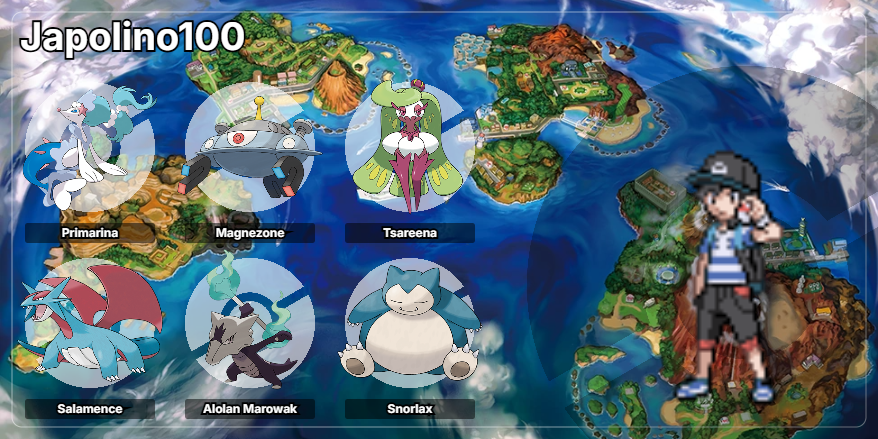 Japolino100
Primarina
Magnezone
Tsareena
Salamence
Alolan Marowak
Snorlax